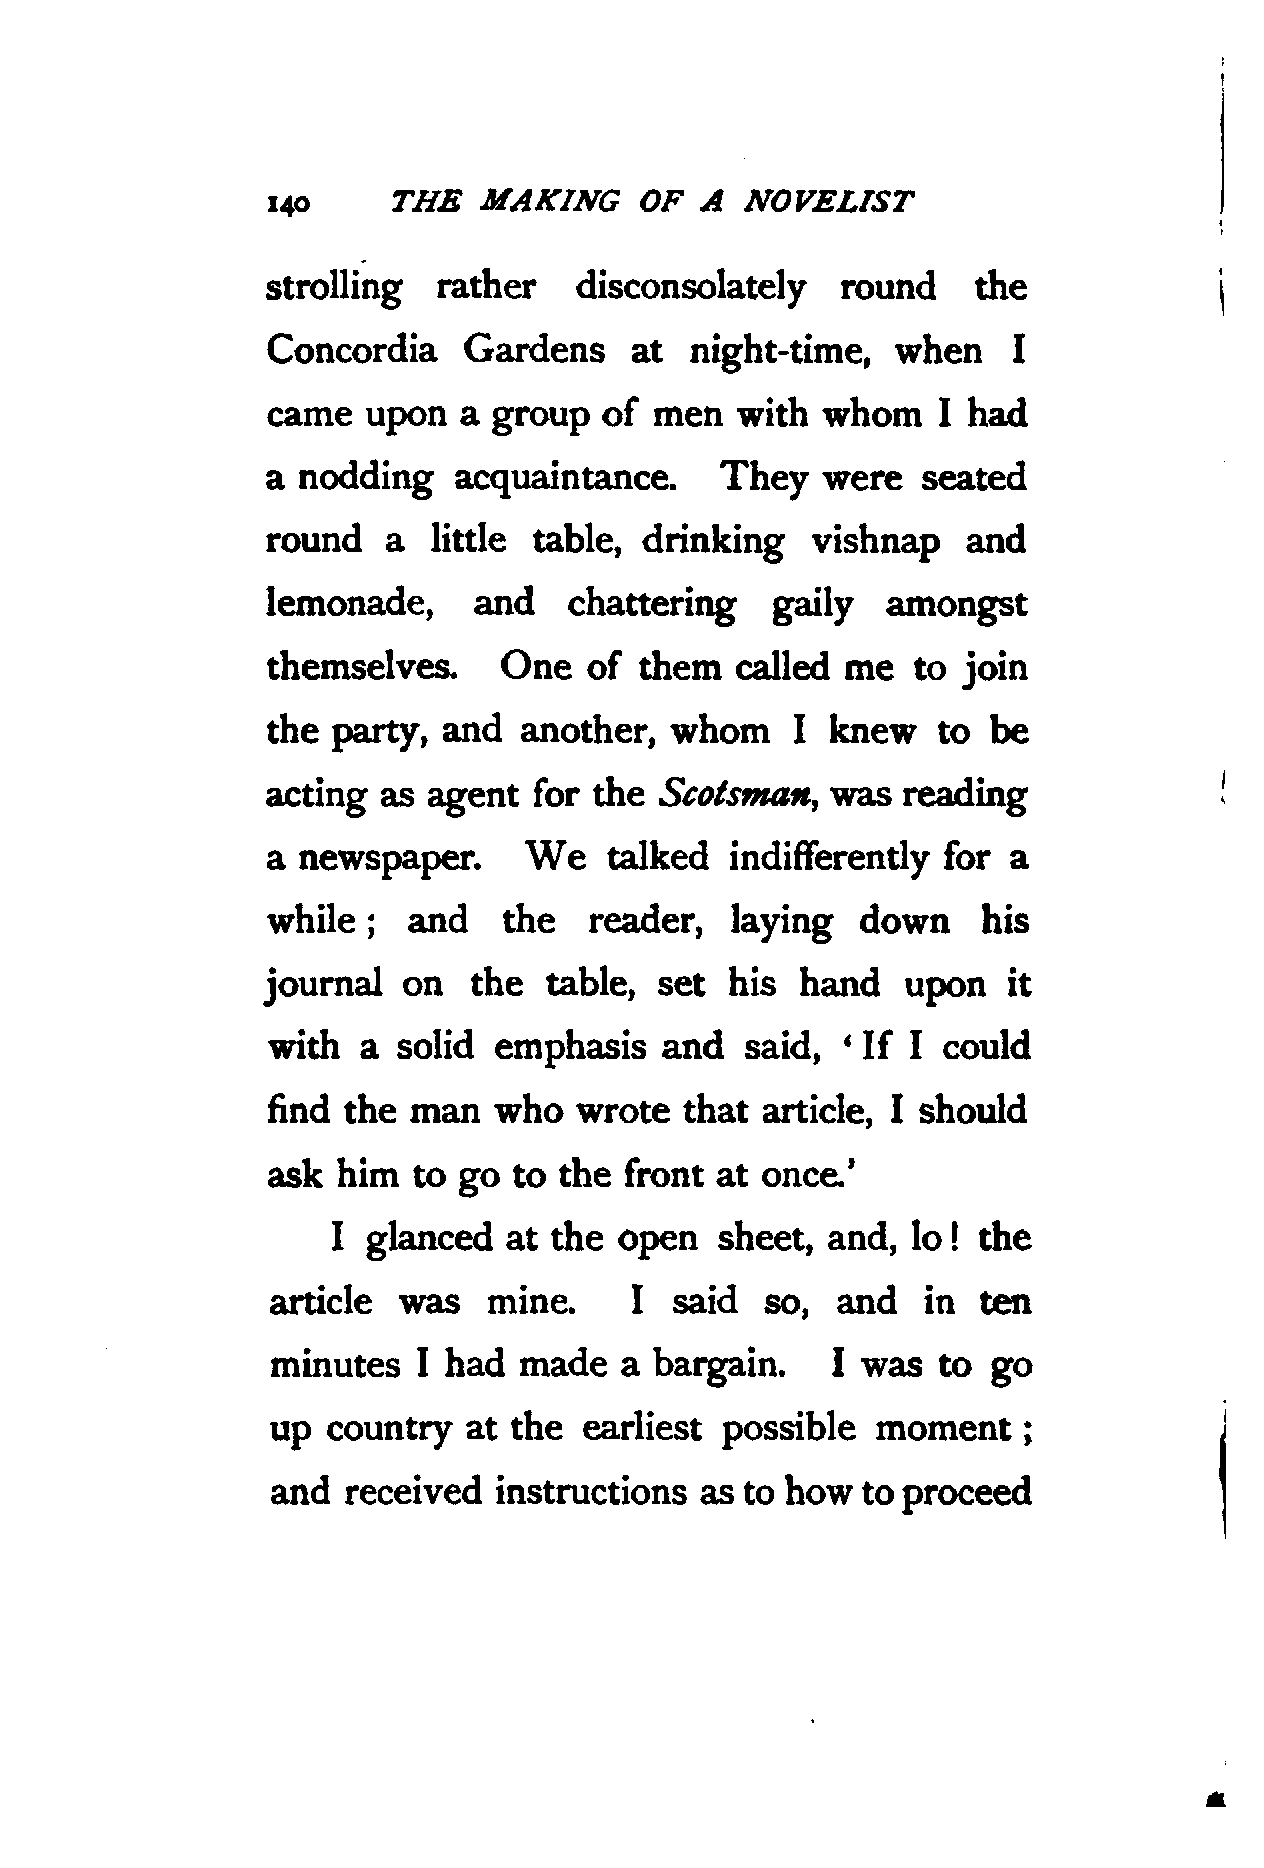 140 THE MAKING OF A NOVELIST
strolling rather disconsolately round the
Concordia Gardens at night-time, when I
came upon a group of men with whom I had
a nodding acquaintance. They were seated
round a little table, drinking vishnap and
lemonade, and chattering gaily amongst
themselves. One of them called me to join
the party, and another, whom I knew to be
acting as agent for the Scotsman, was reading
a newspaper. We talked indifferently for a
while ; and the reader, laying down his
journal on the table, set his hand upon it
with a solid emphasis and said, ‘ If I could
find the man who wrote that article, I should
ask him to go to the front at once.’
I glanced at the open sheet, and, lo ! the
article was mine. I said so, and in ten
minutes I had made a bargain. I was to go
up country at the earliest possible moment ;
and received instructions as to how to proceed